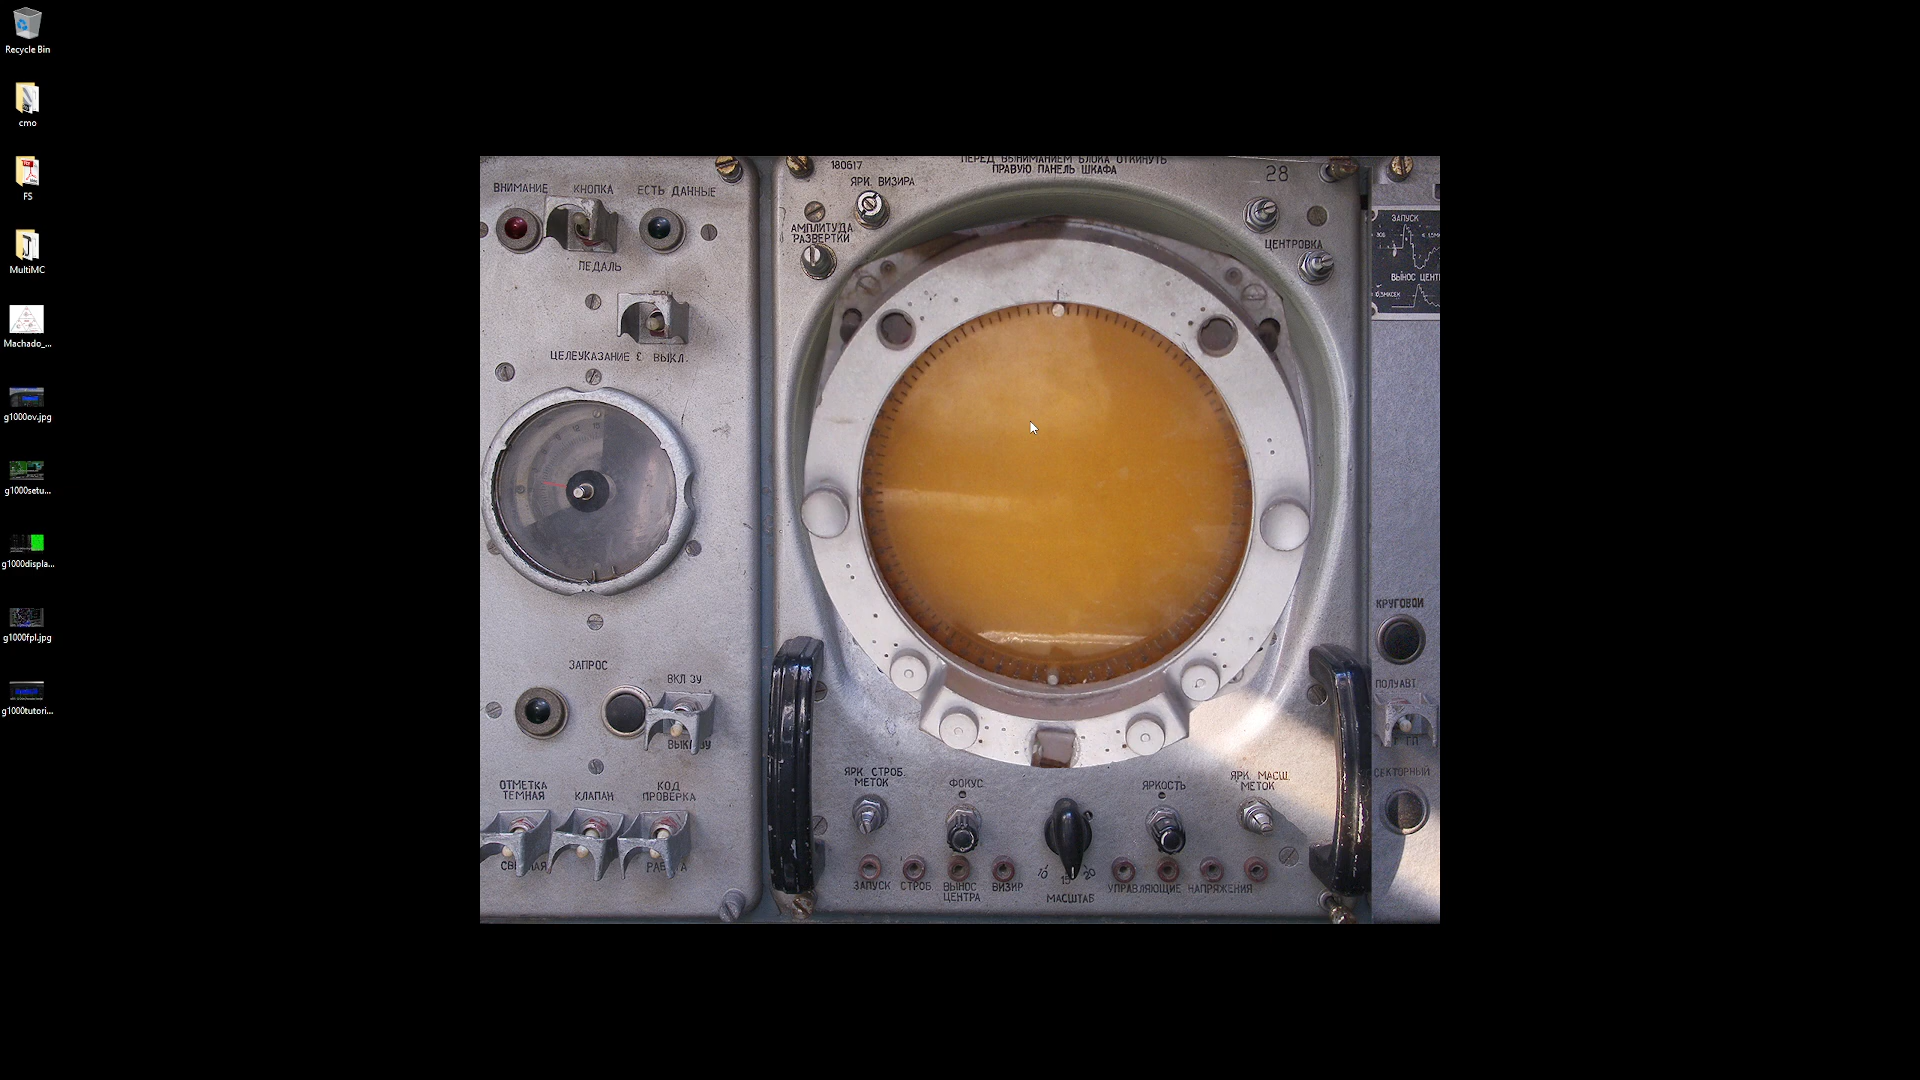 Recycle Bin
cmo
FS
MultiMC
Machado_...
g1000ov.jpg
g1000setu...
g1000displa...
g1000fpl.jpg
g1000tutori...
ВНИМАНИЕ
КНОПКА
ЕСТЬ ДАННЫЕ
ПЕДАЛЬ
ЦЕЛЕУКАЗАНИЕ
ВЫКЛ.
ЗАПРОС
ВКЛ ЗУ
ОТМЕТКА
ТЕМНАЯ
КЛАПАН
КОД
ПРОВЕРКА
180617
ПЕРЕД ВЫНИМАНИЕМ БЛОКА ОТКИНУТЬ
ПРАВУЮ ПАНЕЛЬ ШКАФА
28
ЯРК. ВИЗИРА
АМПЛИТУДА
РАЗВЕРТКИ
ЦЕНТРОВКА
ЯРК СТРОБ.
МЕТОК
ФОКУС
ЯРКОСТЬ
ЯРК. МАСШ.
МЕТОК
10 15 20
ЗАПУСК
СТРОБ
ВЫНОС
ЦЕНТРА
ВИЗИР
МАСШТАБ
УПРАВЛЯЮЩИЕ НАПРЯЖЕНИЯ
ЗАПУСК
ВЫНОС ЦЕНТ
КРУГОВОЙ
ПОЛУАВТ.
СЕКТОРНЫЙ